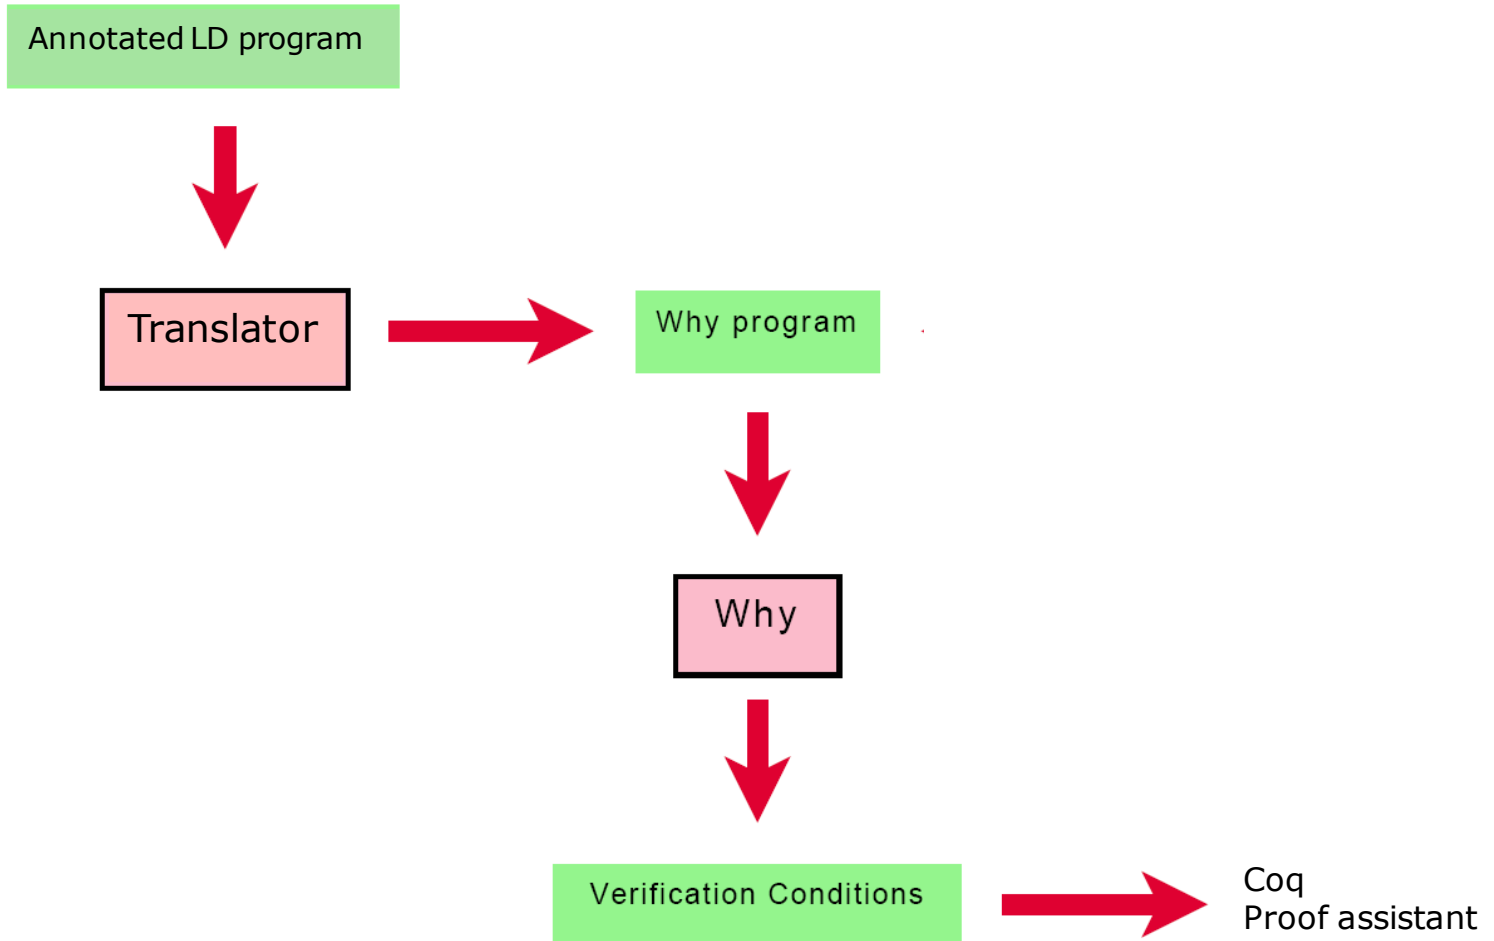 Annotated LD program
Translator
Why program
Why
Verification Conditions
Coq
Proof assistant